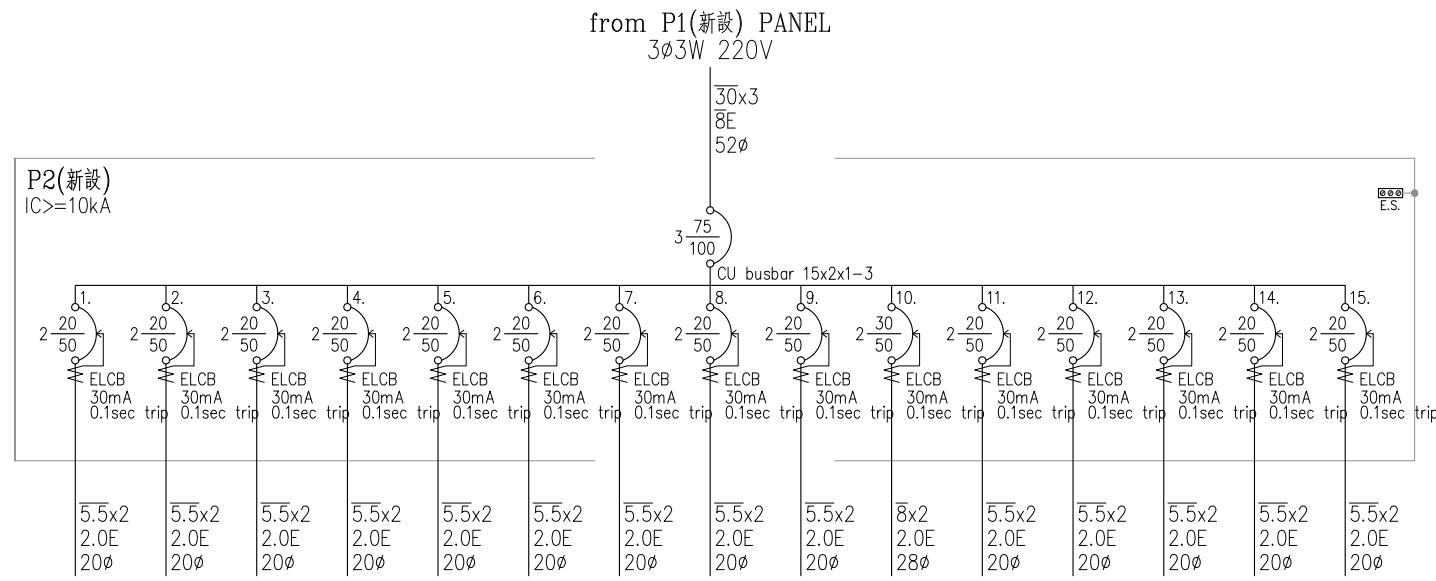 from P1(新設) PANEL
3ø3W 220V
30x3
8E
52ø
P2(新設)
IC>=10kA
E.S.
3 75/100
CU busbar 15x2x1-3
1. 2. 3. 4. 5. 6. 7. 8. 9. 10. 11. 12. 13. 14. 15.
20 20 20 20 20 20 20 20 20 30 20 20 20 20 20
2 2 2 2 2 2 2 2 2 2 2 2 2 2 2
50 50 50 50 50 50 50 50 50 50 50 50 50 50 50
ELCB ELCB ELCB ELCB ELCB ELCB ELCB ELCB ELCB ELCB ELCB ELCB ELCB ELCB ELCB
30mA 30mA 30mA 30mA 30mA 30mA 30mA 30mA 30mA 30mA 30mA 30mA 30mA 30mA 30mA
0.1sec trip 0.1sec trip 0.1sec trip 0.1sec trip 0.1sec trip 0.1sec trip 0.1sec trip 0.1sec trip 0.1sec trip 0.1sec trip 0.1sec trip 0.1sec trip 0.1sec trip 0.1sec trip 0.1sec trip
5.5x2 5.5x2 5.5x2 5.5x2 5.5x2 5.5x2 5.5x2 5.5x2 5.5x2 8x2 5.5x2 5.5x2 5.5x2 5.5x2 5.5x2
2.0E 2.0E 2.0E 2.0E 2.0E 2.0E 2.0E 2.0E 2.0E 2.0E 2.0E 2.0E 2.0E 2.0E 2.0E
20ø 20ø 20ø 20ø 20ø 20ø 20ø 20ø 20ø 28ø 20ø 20ø 20ø 20ø 20ø